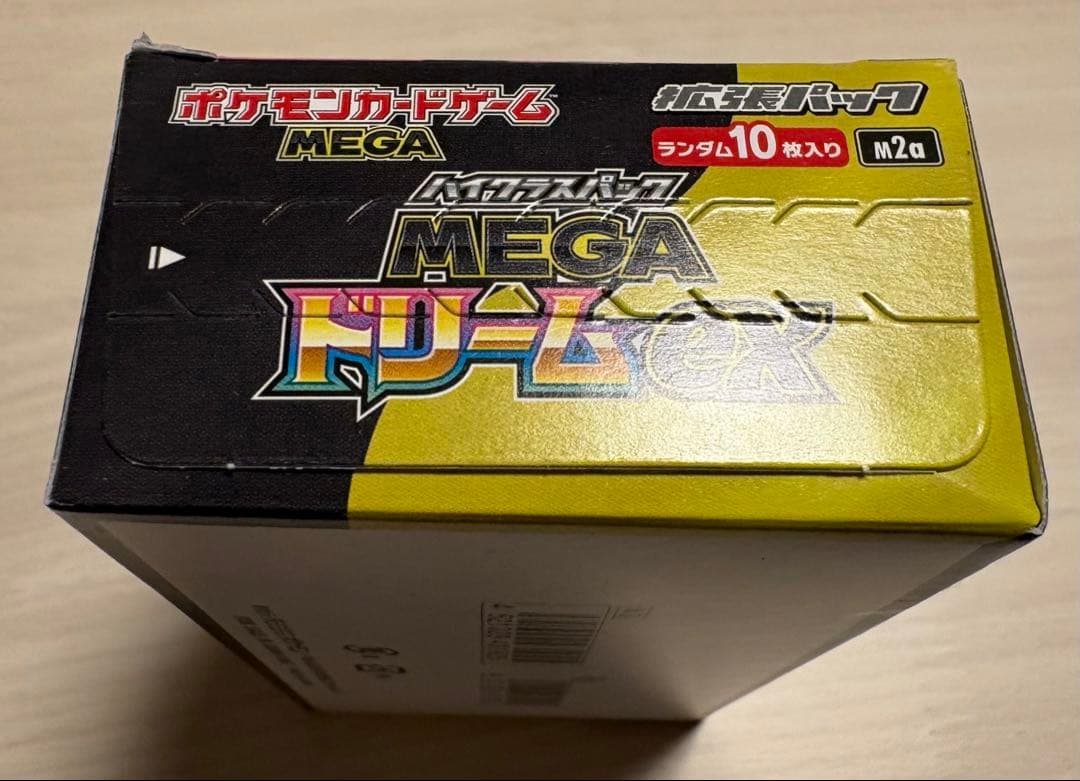 ポケモンカードゲーム
MEGA
拡張パック
ランダム10枚入り M2a
ハイクラスパック
MEGA
ドリームex